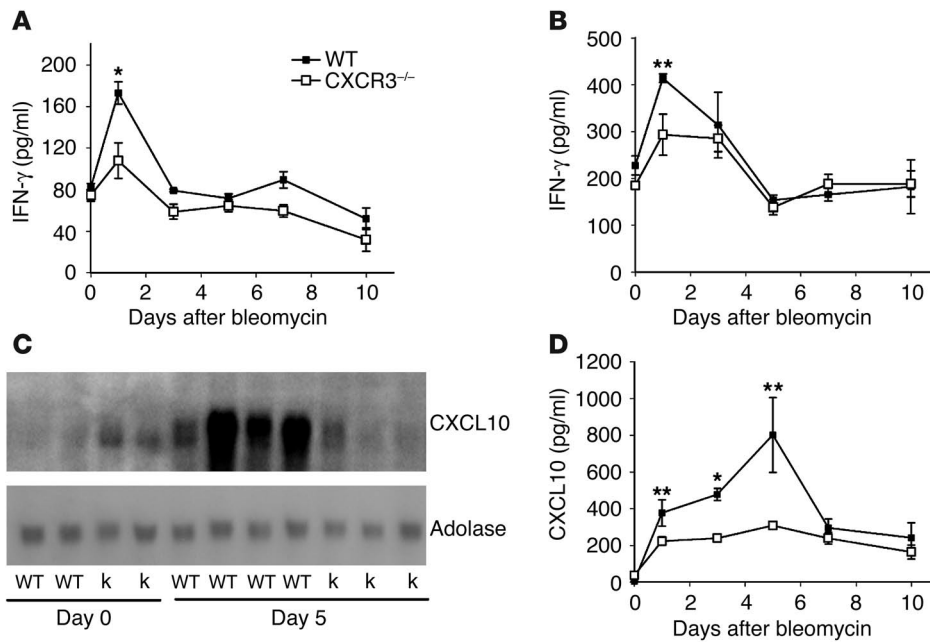 A
IFN-γ (pg/ml)
200
160
120
80
40
0
*
WT
CXCR3−/−
0 2 4 6 8 10
Days after bleomycin
B
IFN-γ (pg/ml)
500
400
300
200
100
0
**
0 2 4 6 8 10
Days after bleomycin
C
CXCL10
Adolase
WT WT k k WT WT WT WT k k k
Day 0 Day 5
D
CXCL10 (pg/ml)
1200
1000
800
600
400
200
0
** * **
0 2 4 6 8 10
Days after bleomycin